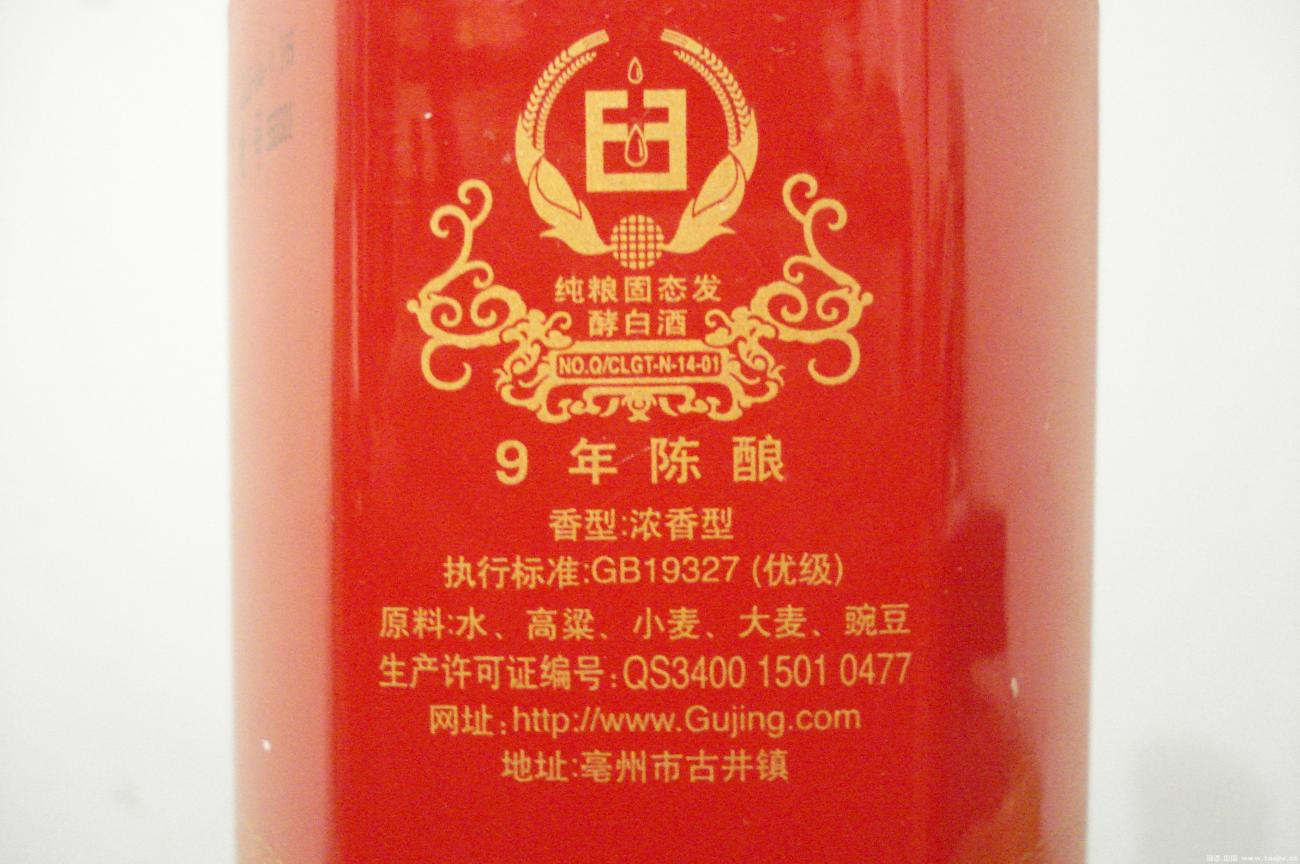 纯粮固态发
酵白酒
NO.Q/CLGT-N-14-01
9 年 陈 酿
香型:浓香型
执行标准:GB19327 (优级)
原料:水、高粱、小麦、大麦、豌豆
生产许可证编号:QS3400 1501 0477
网址:http://www.Gujing.com
地址:亳州市古井镇